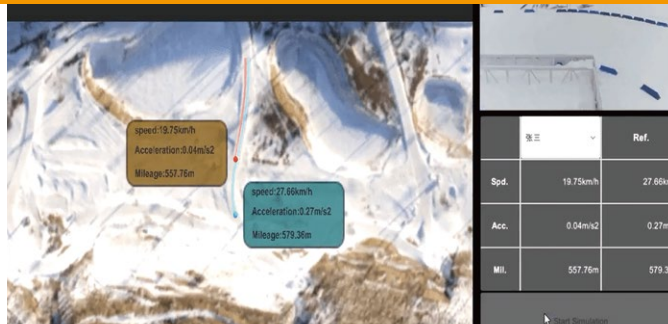 speed:19.75km/h
Acceleration:0.04m/s2
Mileage:557.76m
speed:27.66km/h
Acceleration:0.27m/s2
Mileage:579.36m
张三 Ref.
Spd. 19.75km/h 27.66km
Acc. 0.04m/s2 0.27m
Mil. 557.76m 579.3
Start Simulation